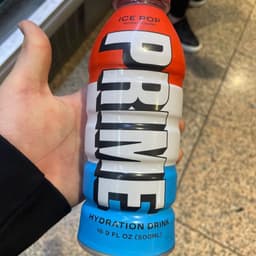 ICE POP
PRIME
HYDRATION DRINK
16.9 FL OZ (500mL)